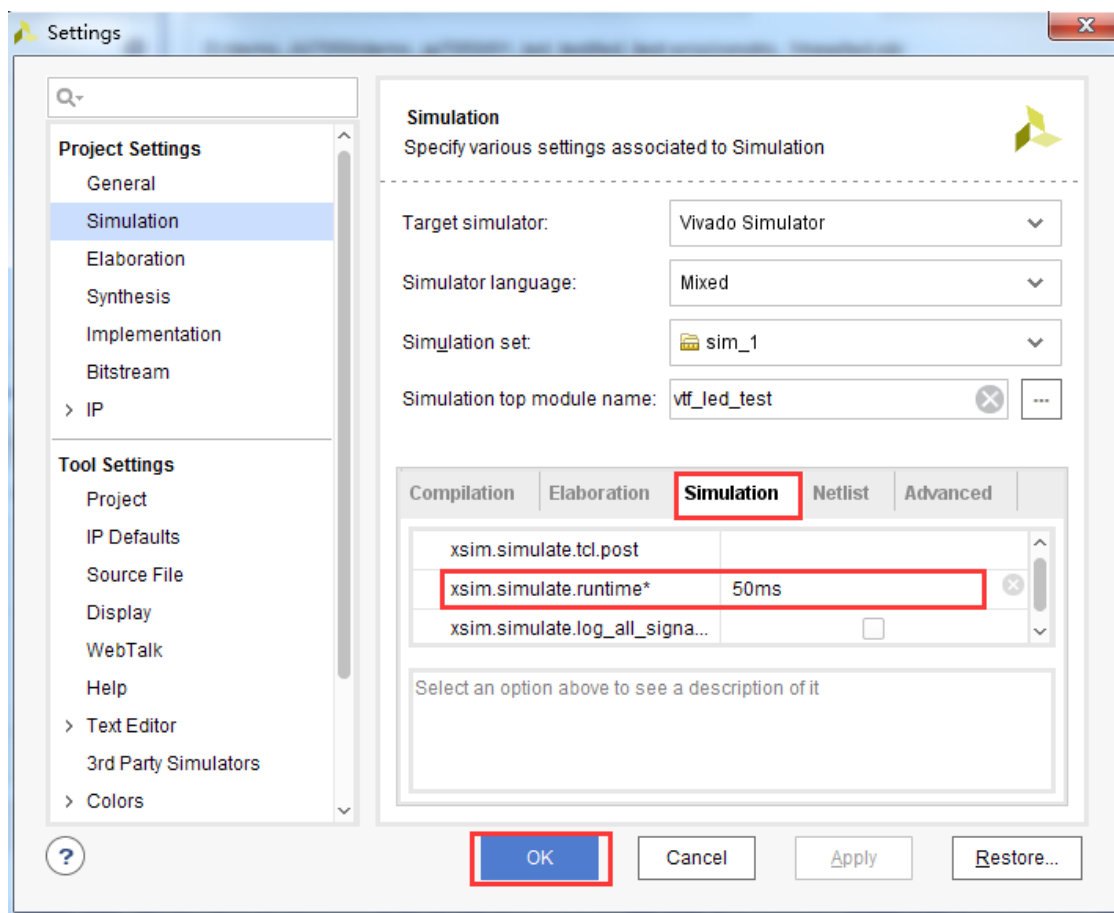 Settings
Project Settings
General
Simulation
Elaboration
Synthesis
Implementation
Bitstream
> IP
Tool Settings
Project
IP Defaults
Source File
Display
WebTalk
Help
> Text Editor
3rd Party Simulators
> Colors
Simulation
Specify various settings associated to Simulation
Target simulator: Vivado Simulator
Simulator language: Mixed
Simulation set: sim_1
Simulation top module name: vtf_led_test ...
Compilation Elaboration Simulation Netlist Advanced
xsim.simulate.tcl.post
xsim.simulate.runtime* 50ms
xsim.simulate.log_all_signa...
Select an option above to see a description of it
? OK Cancel Apply Restore...